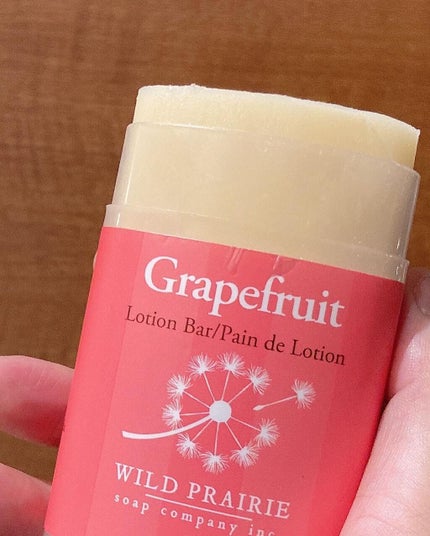 Grapefruit
Lotion Bar/Pain de Lotion
WILD PRAIRIE
soap company inc